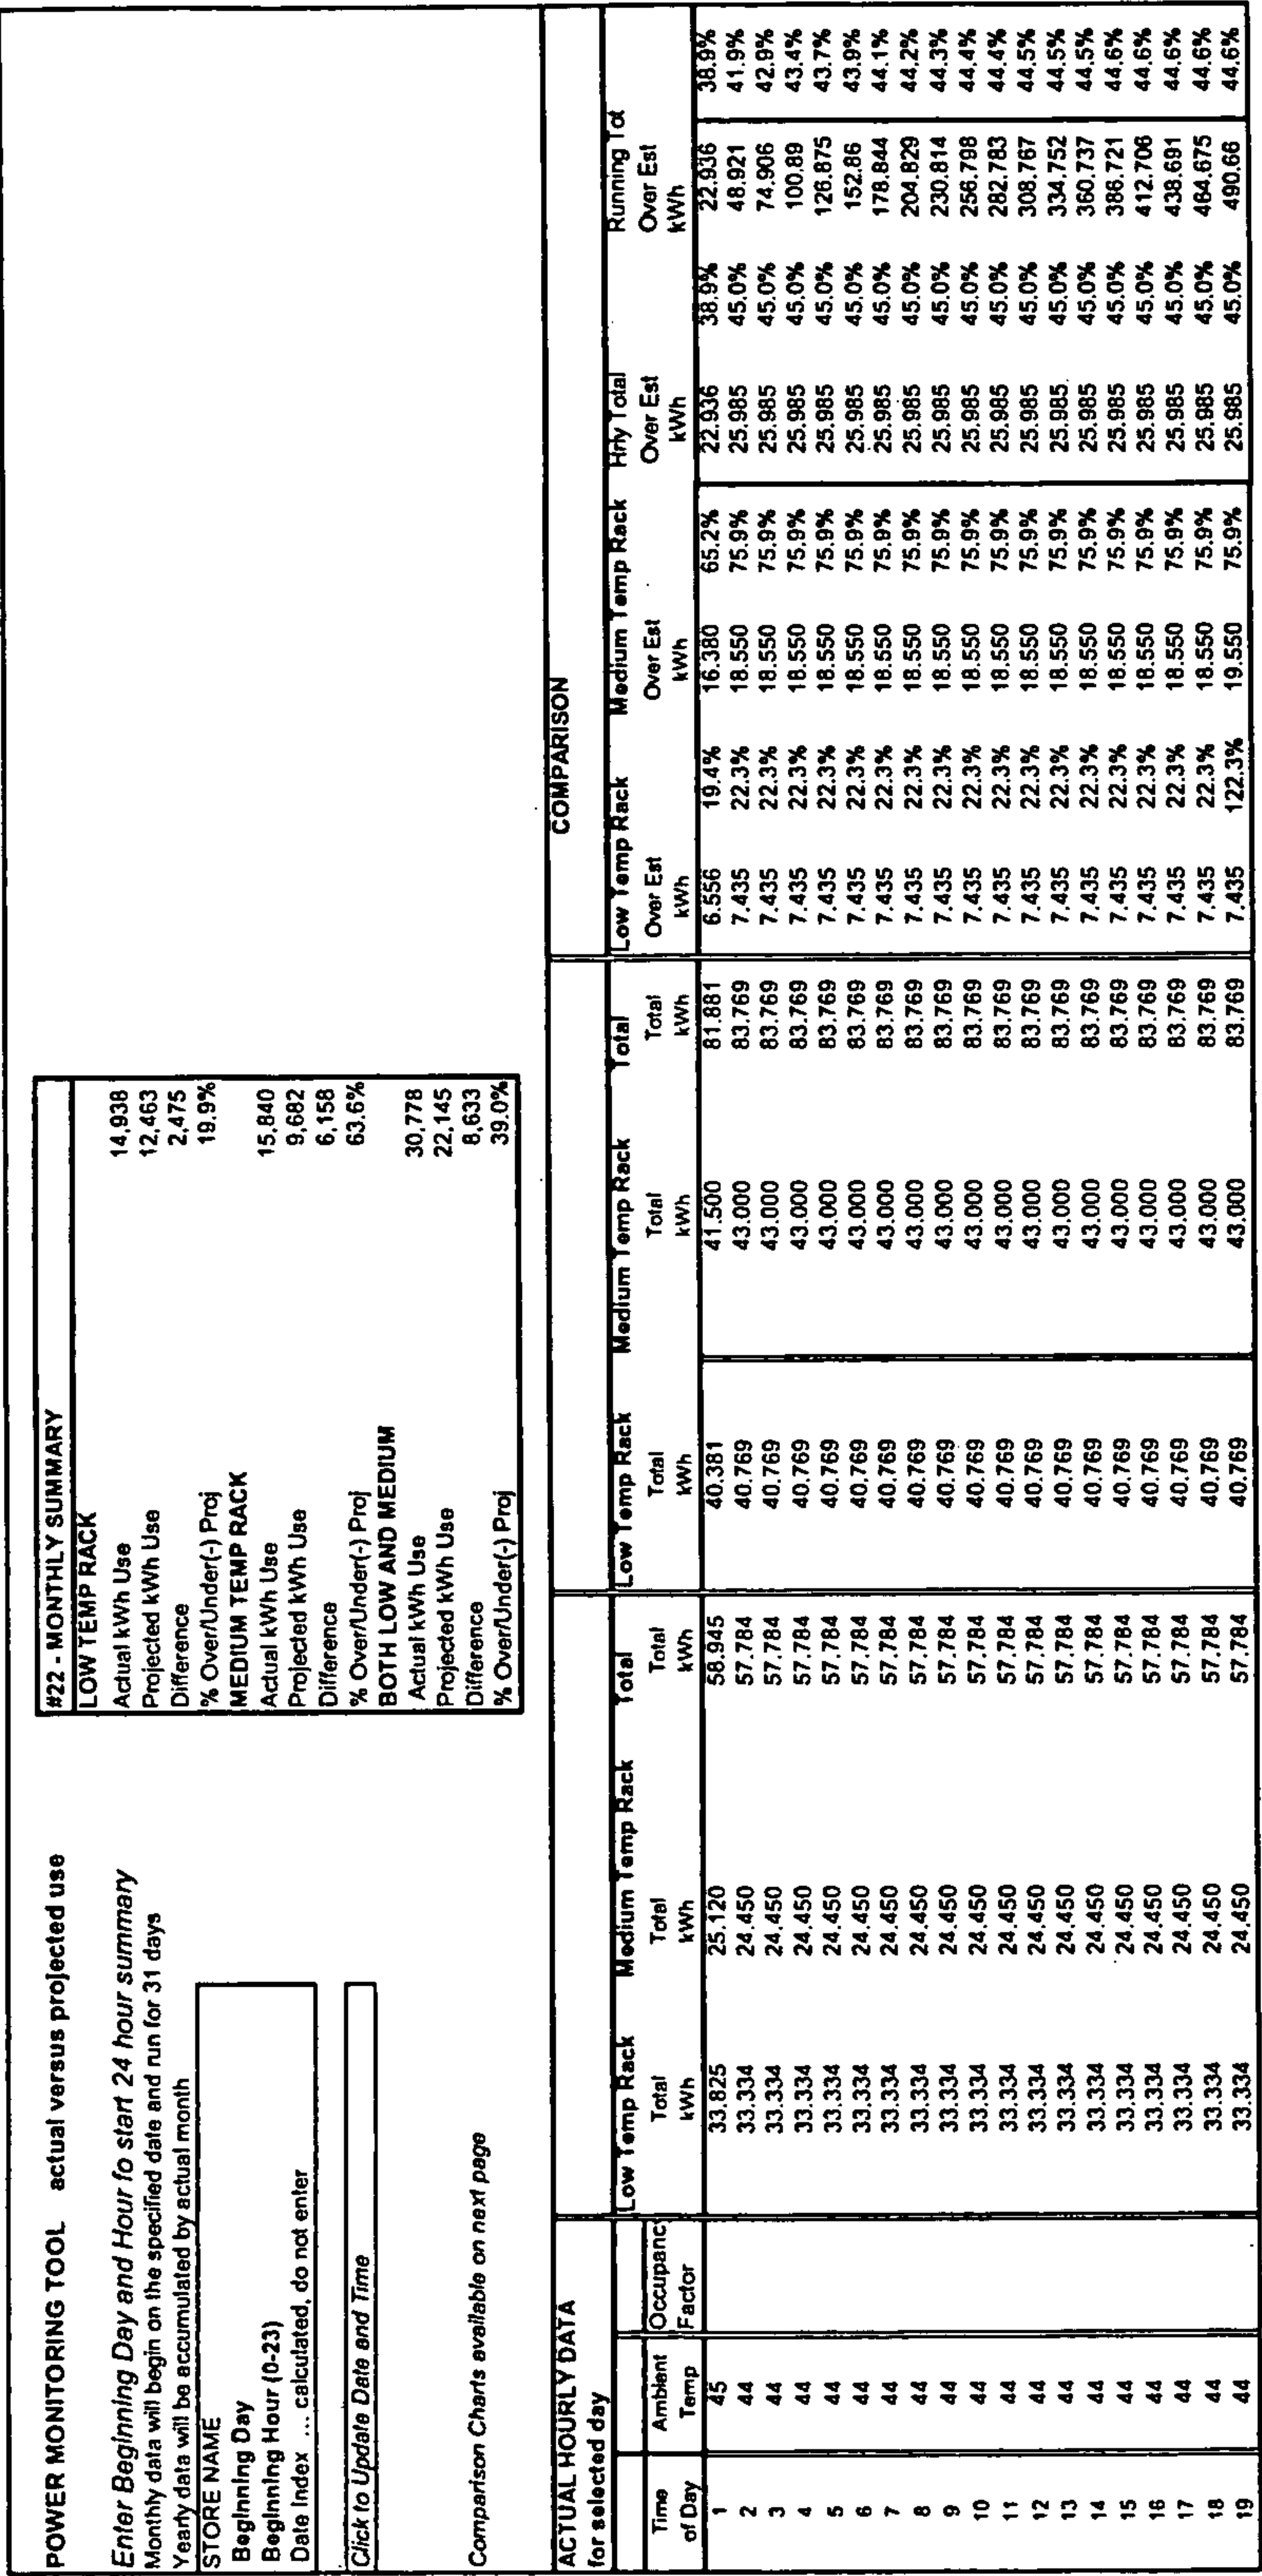 POWER MONITORING TOOL actual versus projected use
Enter Beginning Day and Hour fo start 24 hour summary
Monthly data will begin on the specified date and run for 31 days
Yearly data will be accumulated by actual month
STORE NAME
Beginning Day
Beginning Hour (0-23)
Date Index ... calculated, do not enter
Click to Update Date and Time
Comparison Charts available on next page
#22 - MONTHLY SUMMARY
LOW TEMP RACK
Actual kWh Use 14,938
Projected kWh Use 12,463
Difference 2,475
% Over/Under(-) Proj 19.9%
MEDIUM TEMP RACK
Actual kWh Use 15,840
Projected kWh Use 9,682
Difference 6,158
% Over/Under(-) Proj 63.6%
BOTH LOW AND MEDIUM
Actual kWh Use 30,778
Projected kWh Use 22,145
Difference 8,633
% Over/Under(-) Proj 39.0%
ACTUAL HOURLY DATA COMPARISON
for selected day
Low Temp Rack Medium Temp Rack Total Low Temp Rack Medium Temp Rack Total Low Temp Rack Medium Temp Rack Hrly Total Running Tot
Time Ambient Occupancy Total Total Total Total Total Total Over Est Over Est Over Est Over Est
of Day Temp Factor kWh kWh kWh kWh kWh kWh kWh kWh kWh kWh
1 45 33.825 25.120 58.945 40.381 41.500 81.881 6.556 19.4% 16.380 65.2% 22.936 38.9% 22.936 38.9%
2 44 33.334 24.450 57.784 40.769 43.000 83.769 7.435 22.3% 18.550 75.9% 25.985 45.0% 48.921 41.9%
3 44 33.334 24.450 57.784 40.769 43.000 83.769 7.435 22.3% 18.550 75.9% 25.985 45.0% 74.906 42.9%
4 44 33.334 24.450 57.784 40.769 43.000 83.769 7.435 22.3% 18.550 75.9% 25.985 45.0% 100.89 43.4%
5 44 33.334 24.450 57.784 40.769 43.000 83.769 7.435 22.3% 18.550 75.9% 25.985 45.0% 126.875 43.7%
6 44 33.334 24.450 57.784 40.769 43.000 83.769 7.435 22.3% 18.550 75.9% 25.985 45.0% 152.86 43.9%
7 44 33.334 24.450 57.784 40.769 43.000 83.769 7.435 22.3% 18.550 75.9% 25.985 45.0% 178.844 44.1%
8 44 33.334 24.450 57.784 40.769 43.000 83.769 7.435 22.3% 18.550 75.9% 25.985 45.0% 204.829 44.2%
9 44 33.334 24.450 57.784 40.769 43.000 83.769 7.435 22.3% 18.550 75.9% 25.985 45.0% 230.814 44.3%
10 44 33.334 24.450 57.784 40.769 43.000 83.769 7.435 22.3% 18.550 75.9% 25.985 45.0% 256.798 44.4%
11 44 33.334 24.450 57.784 40.769 43.000 83.769 7.435 22.3% 18.550 75.9% 25.985 45.0% 282.783 44.4%
12 44 33.334 24.450 57.784 40.769 43.000 83.769 7.435 22.3% 18.550 75.9% 25.985 45.0% 308.767 44.5%
13 44 33.334 24.450 57.784 40.769 43.000 83.769 7.435 22.3% 18.550 75.9% 25.985 45.0% 334.752 44.5%
14 44 33.334 24.450 57.784 40.769 43.000 83.769 7.435 22.3% 18.550 75.9% 25.985 45.0% 360.737 44.5%
15 44 33.334 24.450 57.784 40.769 43.000 83.769 7.435 22.3% 18.550 75.9% 25.985 45.0% 386.721 44.6%
16 44 33.334 24.450 57.784 40.769 43.000 83.769 7.435 22.3% 18.550 75.9% 25.985 45.0% 412.706 44.6%
17 44 33.334 24.450 57.784 40.769 43.000 83.769 7.435 22.3% 18.550 75.9% 25.985 45.0% 438.691 44.6%
18 44 33.334 24.450 57.784 40.769 43.000 83.769 7.435 22.3% 18.550 75.9% 25.985 45.0% 464.675 44.6%
19 44 33.334 24.450 57.784 40.769 43.000 83.769 7.435 122.3% 19.550 75.9% 25.985 45.0% 490.66 44.6%